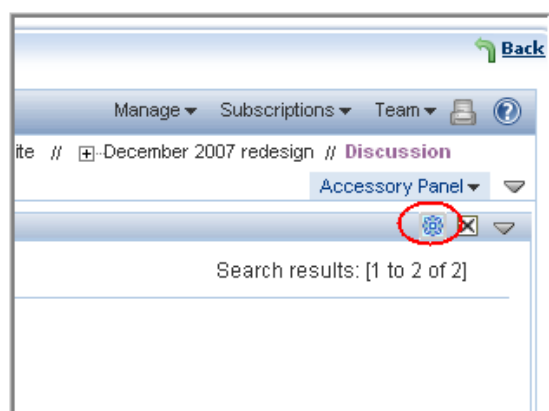 Back
Manage Subscriptions Team ?
ite // December 2007 redesign // Discussion
Accessory Panel
Search results: [1 to 2 of 2]